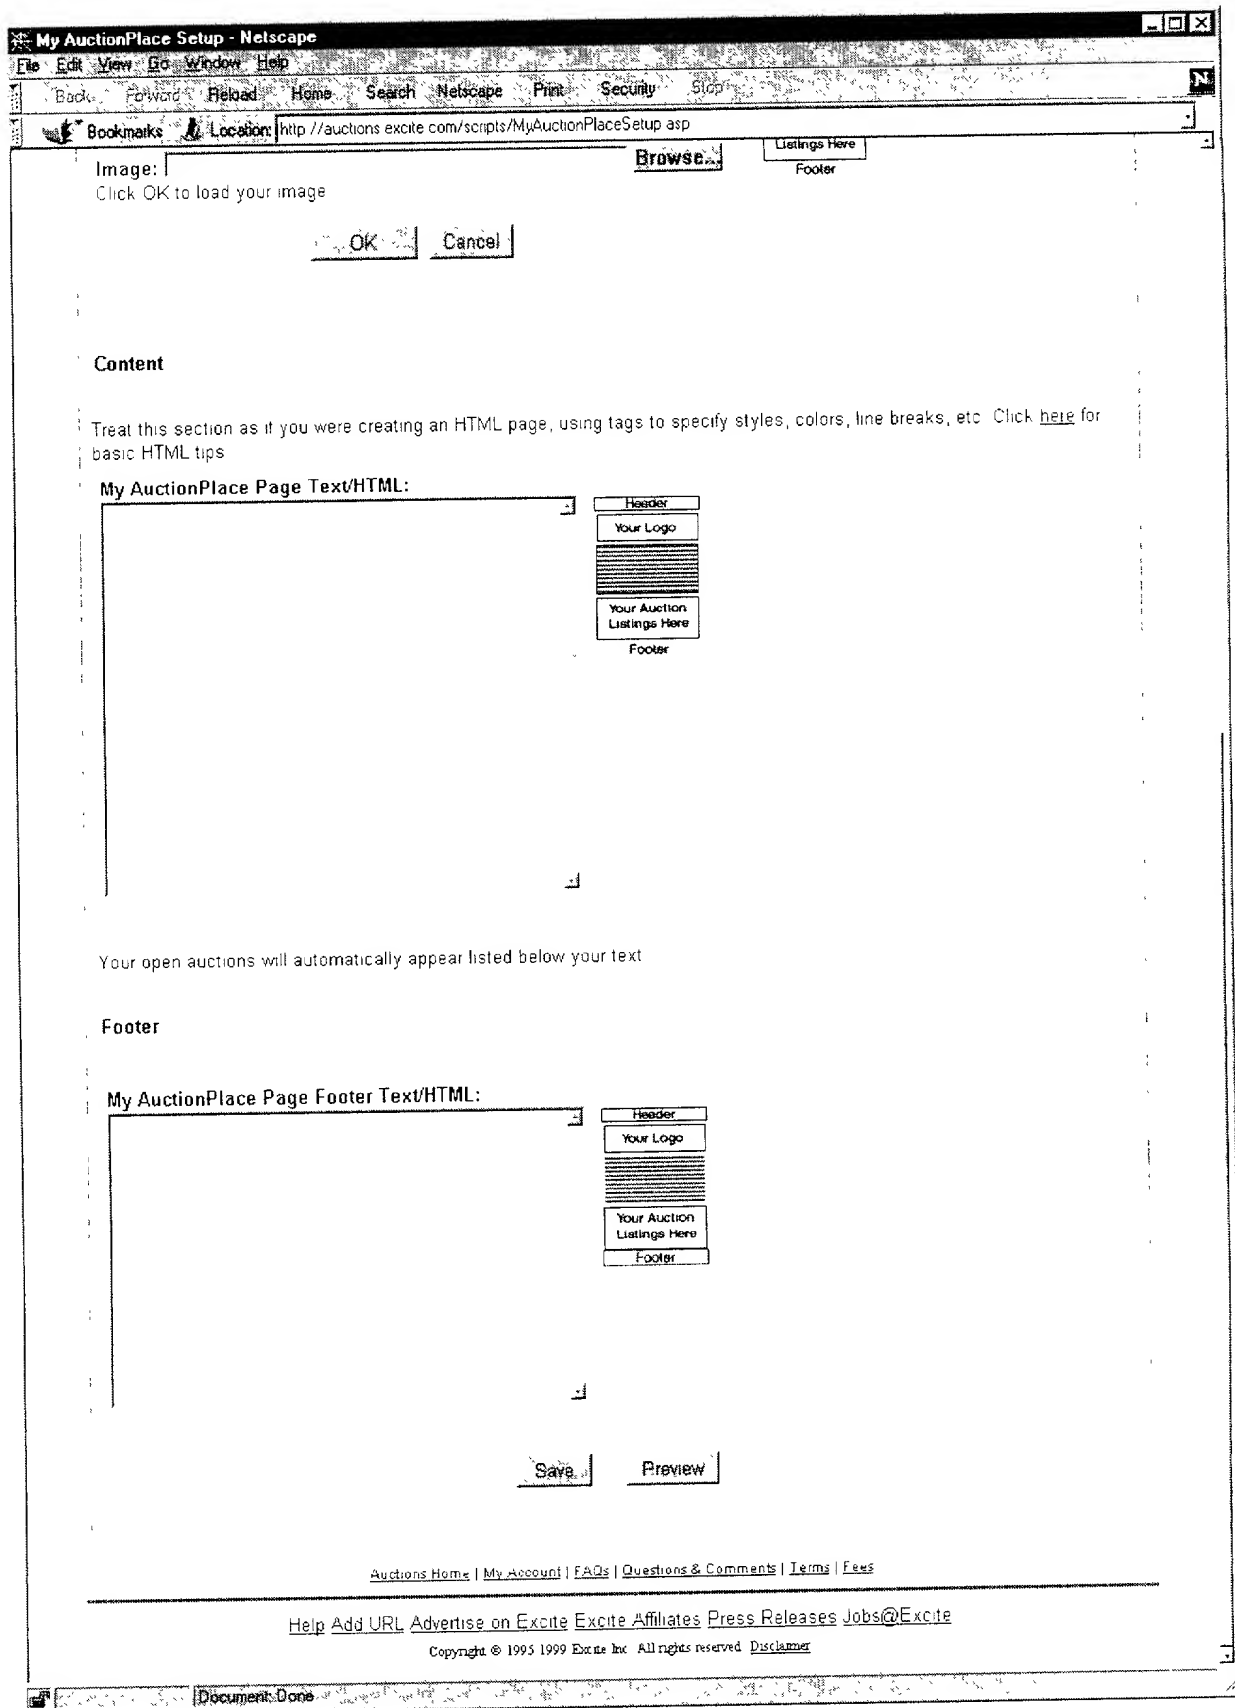 My AuctionPlace Setup - Netscape
File Edit View Go Window Help
Back Forward Reload Home Search Netscape Print Security Stop
N
Bookmarks Location: http //auctions excite com/scripts/MyAuctionPlaceSetup asp
Image: Browse... Listings Here
Footer
Click OK to load your image
OK Cancel
Content
Treat this section as if you were creating an HTML page, using tags to specify styles, colors, line breaks, etc Click here for
basic HTML tips
My AuctionPlace Page Text/HTML:
Header
Your Logo
Your Auction
Listings Here
Footer
Your open auctions will automatically appear listed below your text
Footer
My AuctionPlace Page Footer Text/HTML:
Header
Your Logo
Your Auction
Listings Here
Footer
Save Preview
Auctions Home | My Account | FAQs | Questions & Comments | Terms | Fees
Help Add URL Advertise on Excite Excite Affiliates Press Releases Jobs@Excite
Copyright © 1995 1999 Excite Inc All rights reserved Disclaimer
Document: Done